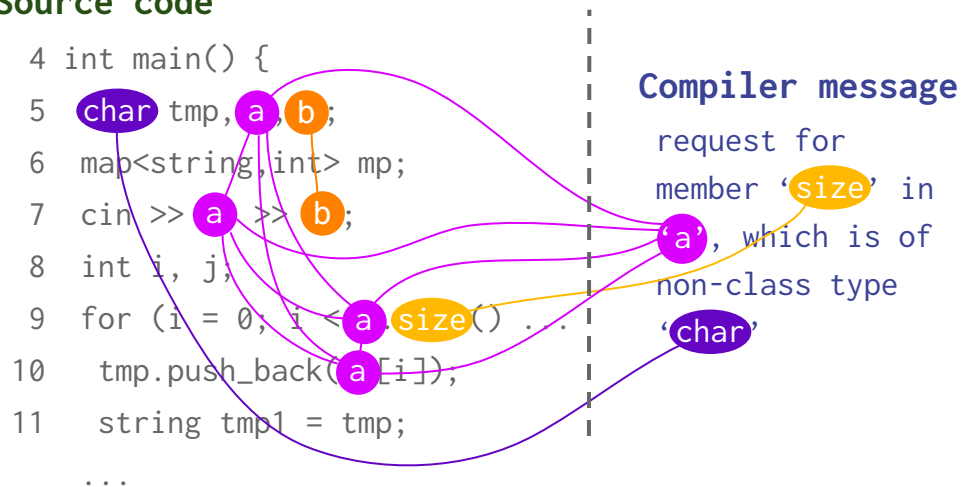 Source code
4 int main() {
5 char tmp,a,b;
6 map<string,int> mp;
7 cin >> a >> b;
8 int i, j;
9 for (i = 0; i < a.size() ...
10 tmp.push_back(a[i]);
11 string tmp1 = tmp;
...
Compiler message
request for
member ‘size’ in
‘a’, which is of
non-class type
‘char’